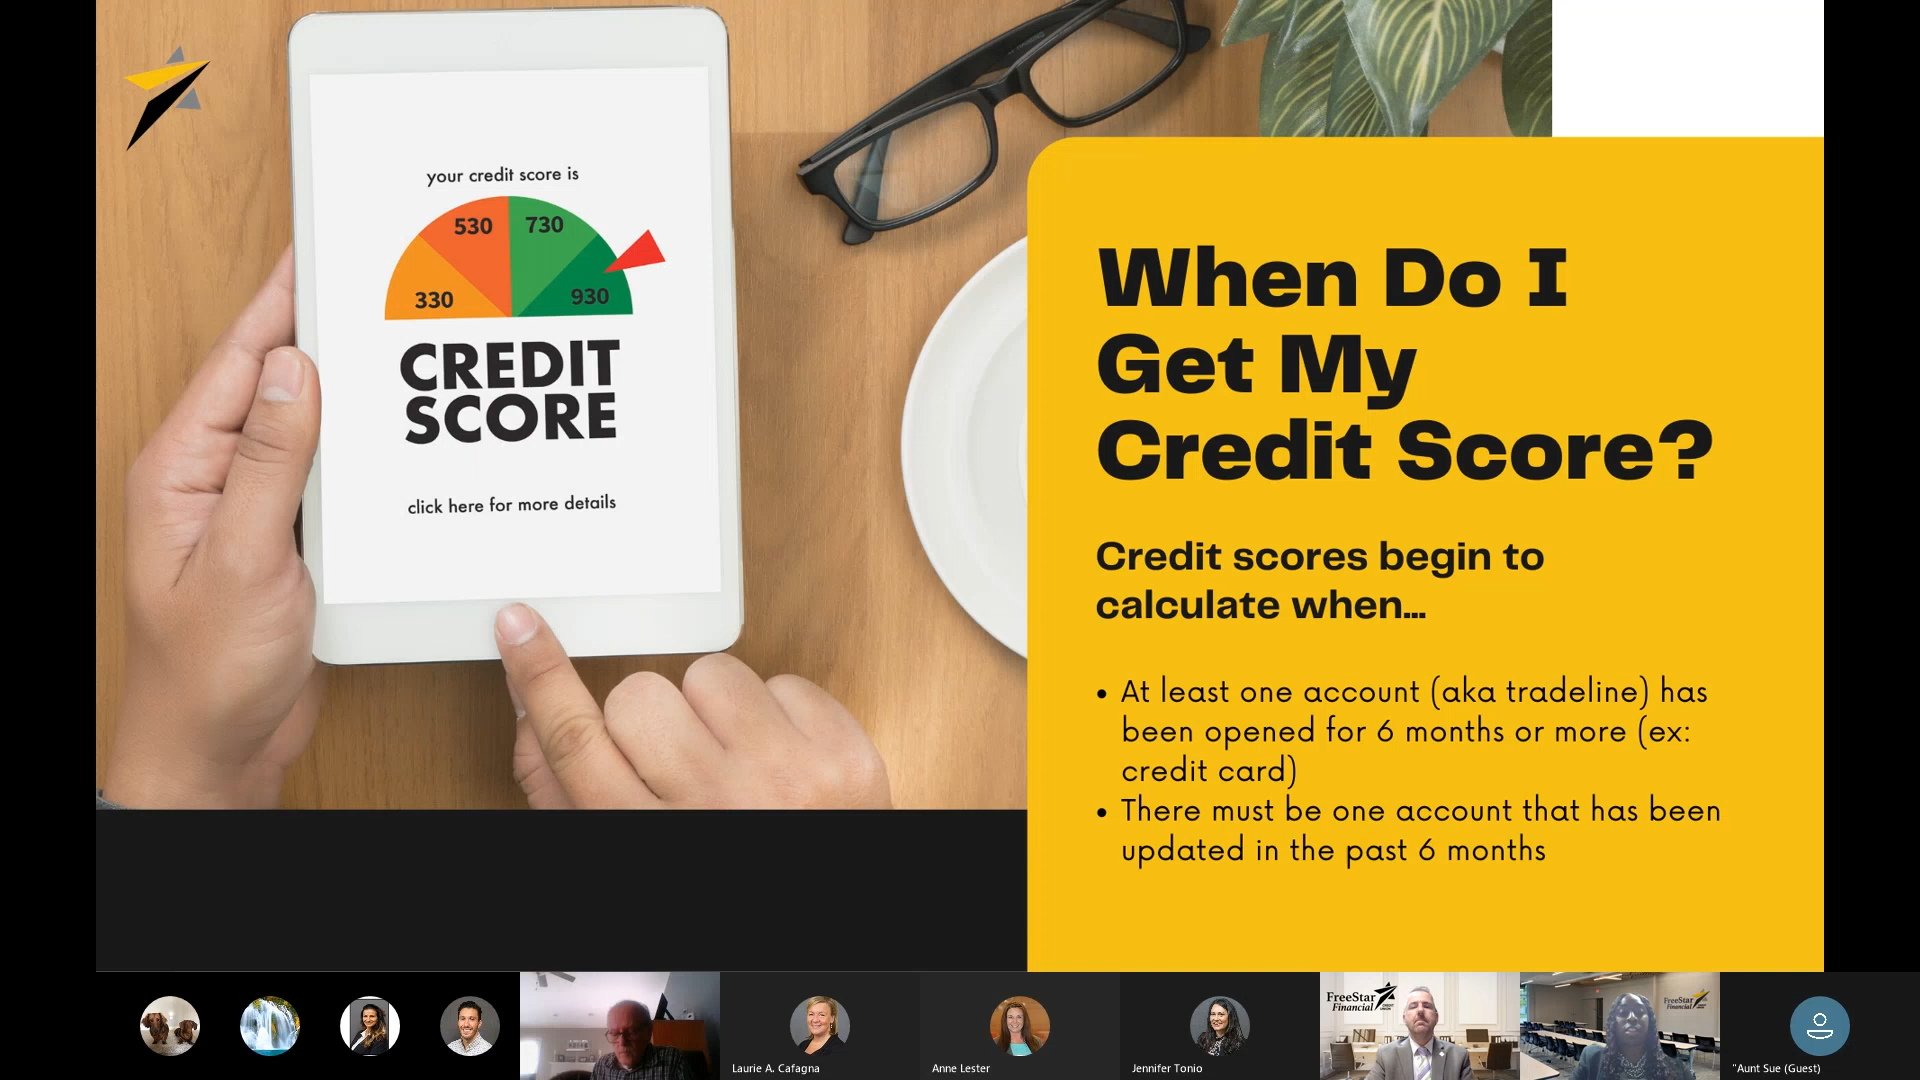 your credit score is
530 730
330 930
CREDIT
SCORE
click here for more details
When Do I
Get My
Credit Score?
Credit scores begin to
calculate when...
• At least one account (aka tradeline) has
been opened for 6 months or more (ex:
credit card)
• There must be one account that has been
updated in the past 6 months
Laurie A. Cafagna
Anne Lester
Jennifer Tonio
FreeStar
Financial
FreeStar
Financial
"Aunt Sue (Guest)